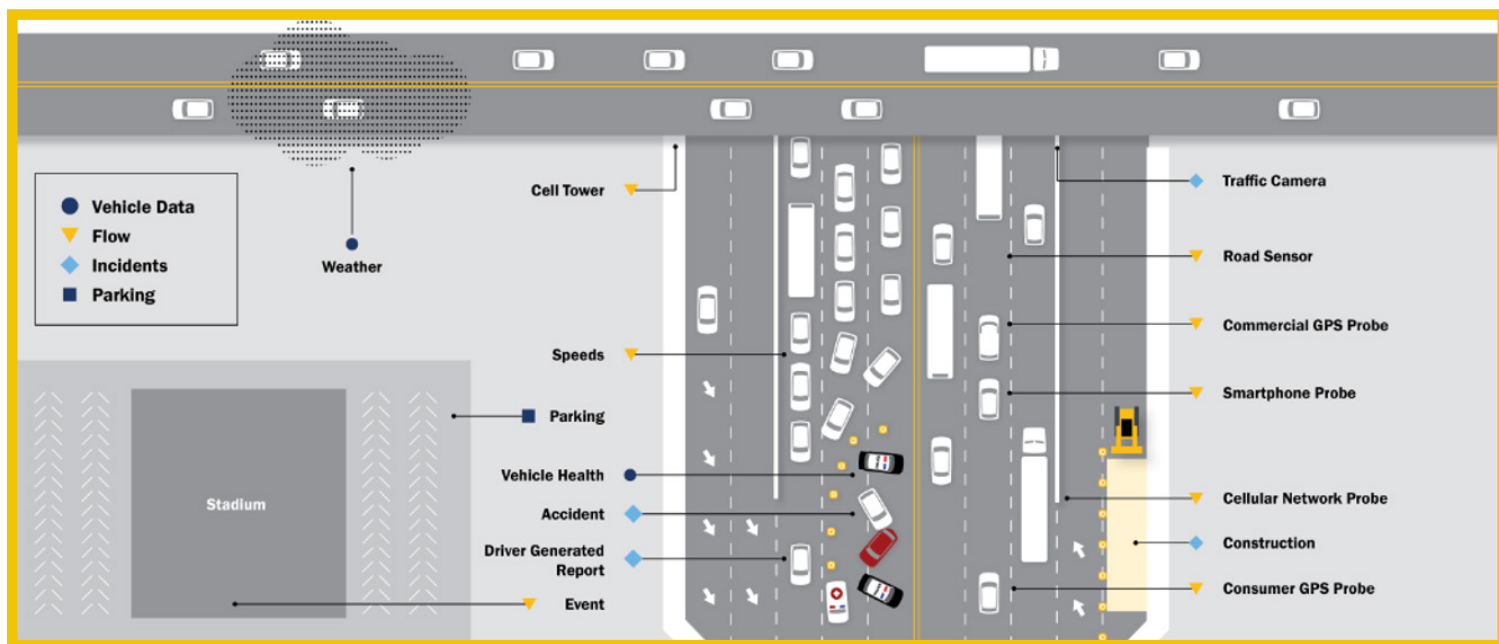 Vehicle Data
Flow
Incidents
Parking
Weather
Stadium
Cell Tower
Speeds
Parking
Vehicle Health
Accident
Driver Generated
Report
Event
Traffic Camera
Road Sensor
Commercial GPS Probe
Smartphone Probe
Cellular Network Probe
Construction
Consumer GPS Probe